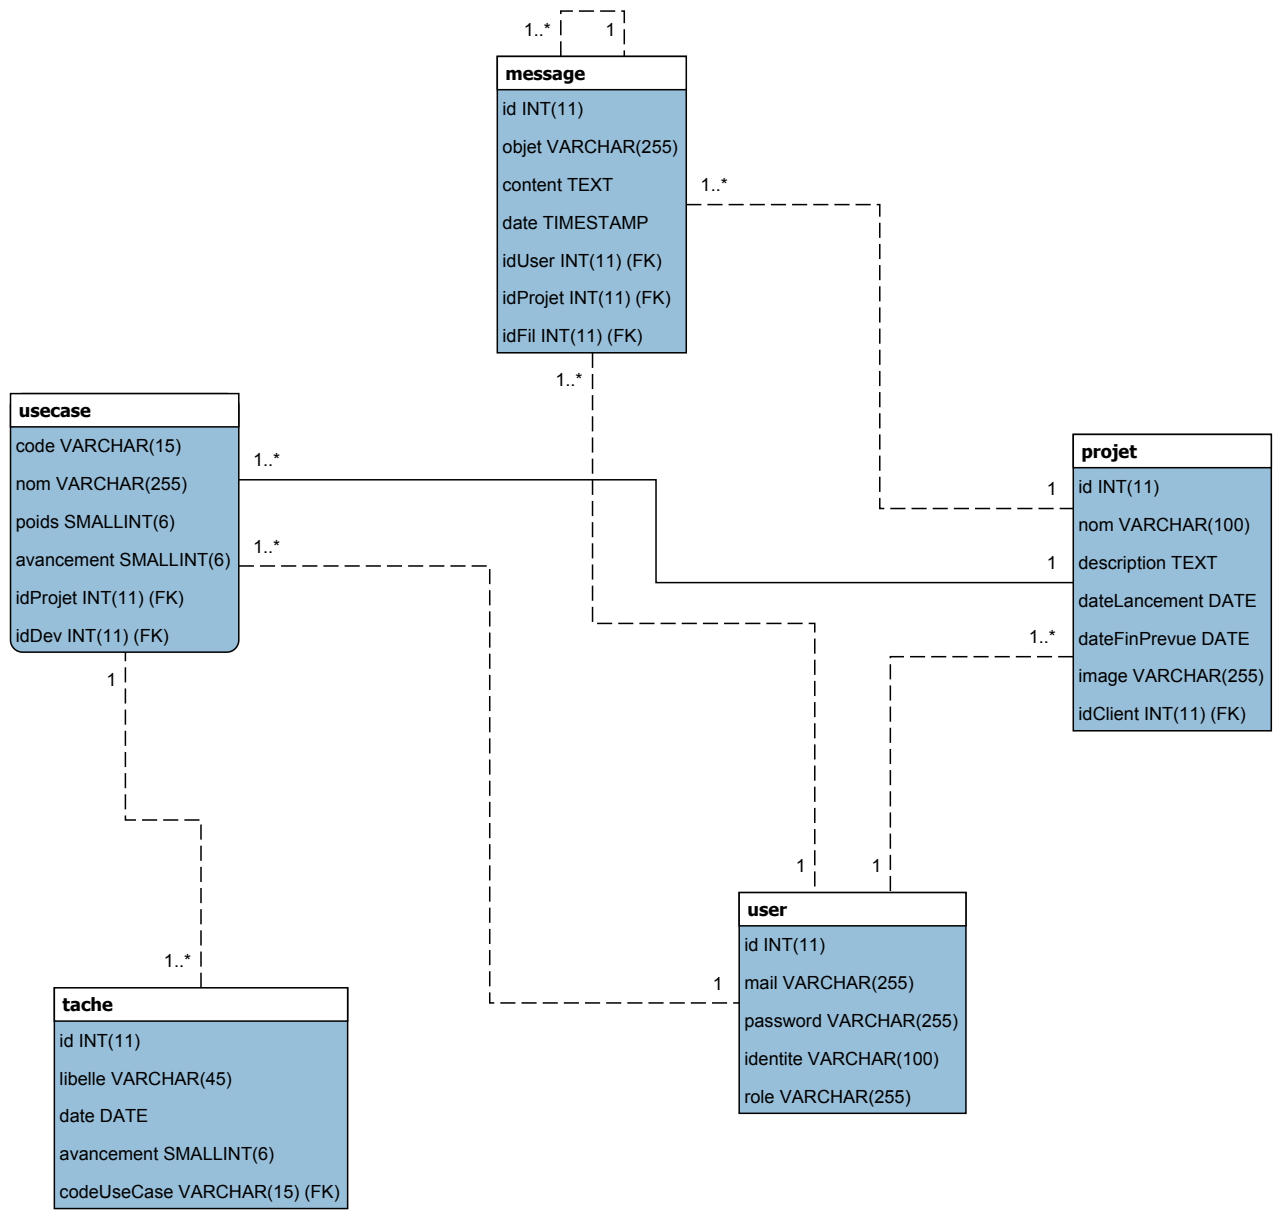 1..*
1
message
id INT(11)
objet VARCHAR(255)
content TEXT
date TIMESTAMP
idUser INT(11) (FK)
idProjet INT(11) (FK)
idFil INT(11) (FK)
1..*
1..*
usecase
code VARCHAR(15)
nom VARCHAR(255)
poids SMALLINT(6)
avancement SMALLINT(6)
idProjet INT(11) (FK)
idDev INT(11) (FK)
1..*
1..*
1
projet
id INT(11)
nom VARCHAR(100)
description TEXT
dateLancement DATE
dateFinPrevue DATE
image VARCHAR(255)
idClient INT(11) (FK)
1
1
1..*
1
1
user
id INT(11)
mail VARCHAR(255)
password VARCHAR(255)
identite VARCHAR(100)
role VARCHAR(255)
1
1..*
tache
id INT(11)
libelle VARCHAR(45)
date DATE
avancement SMALLINT(6)
codeUseCase VARCHAR(15) (FK)